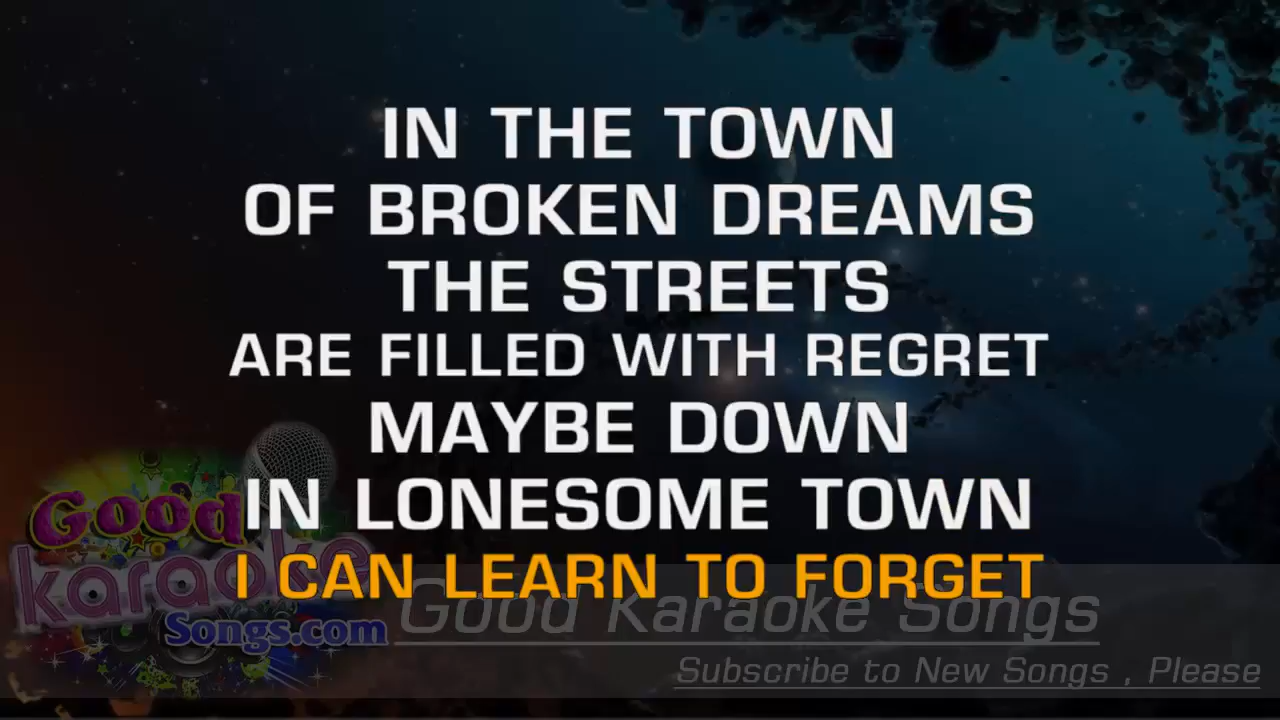 IN THE TOWN
OF BROKEN DREAMS
THE STREETS
ARE FILLED WITH REGRET
MAYBE DOWN
IN LONESOME TOWN
I CAN LEARN TO FORGET
Good
karaoke
Songs.com
Good Karaoke Songs
Subscribe to New Songs , Please